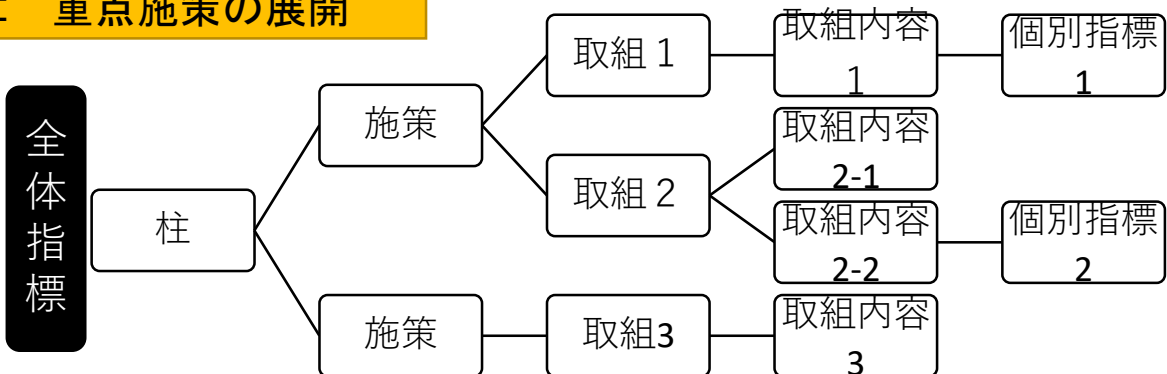 重点施策の展開
全体指標
柱
施策
施策
取組１
取組２
取組3
取組内容
1
取組内容
2-1
取組内容
2-2
取組内容
3
個別指標
1
個別指標
2